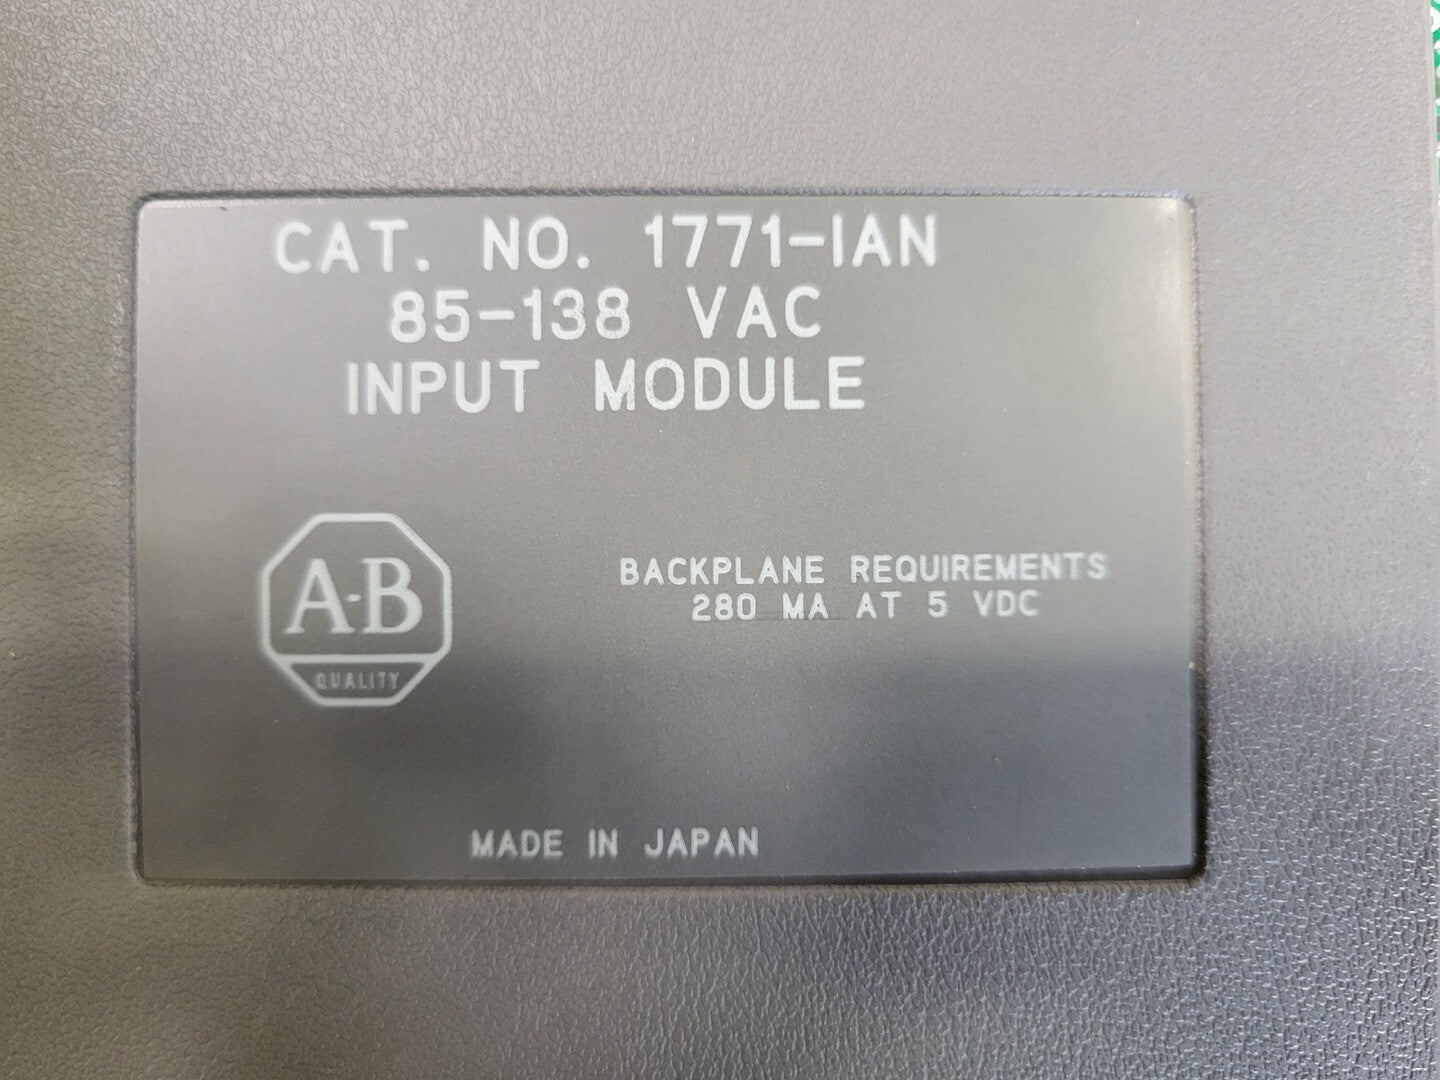 CAT. NO. 1771-IAN
85-138 VAC
INPUT MODULE
A-B
QUALITY
BACKPLANE REQUIREMENTS
280 MA AT 5 VDC
MADE IN JAPAN